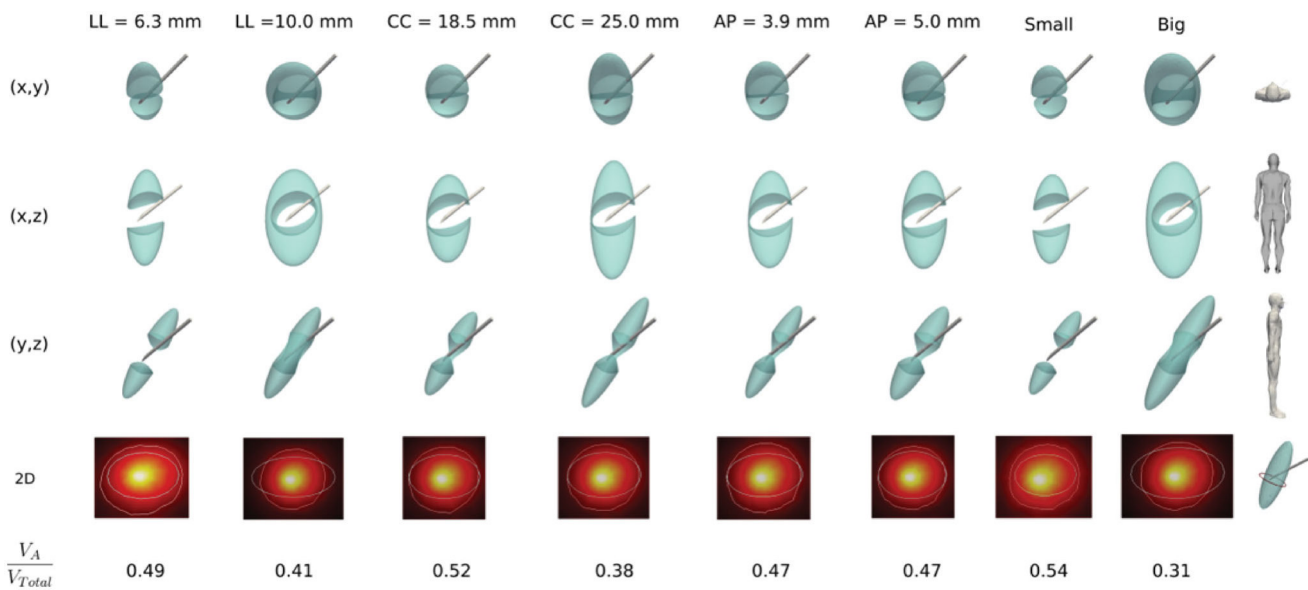 LL = 6.3 mm LL =10.0 mm CC = 18.5 mm CC = 25.0 mm AP = 3.9 mm AP = 5.0 mm Small Big
(x,y)
(x,z)
(y,z)
2D
V_A
V_Total
0.49 0.41 0.52 0.38 0.47 0.47 0.54 0.31